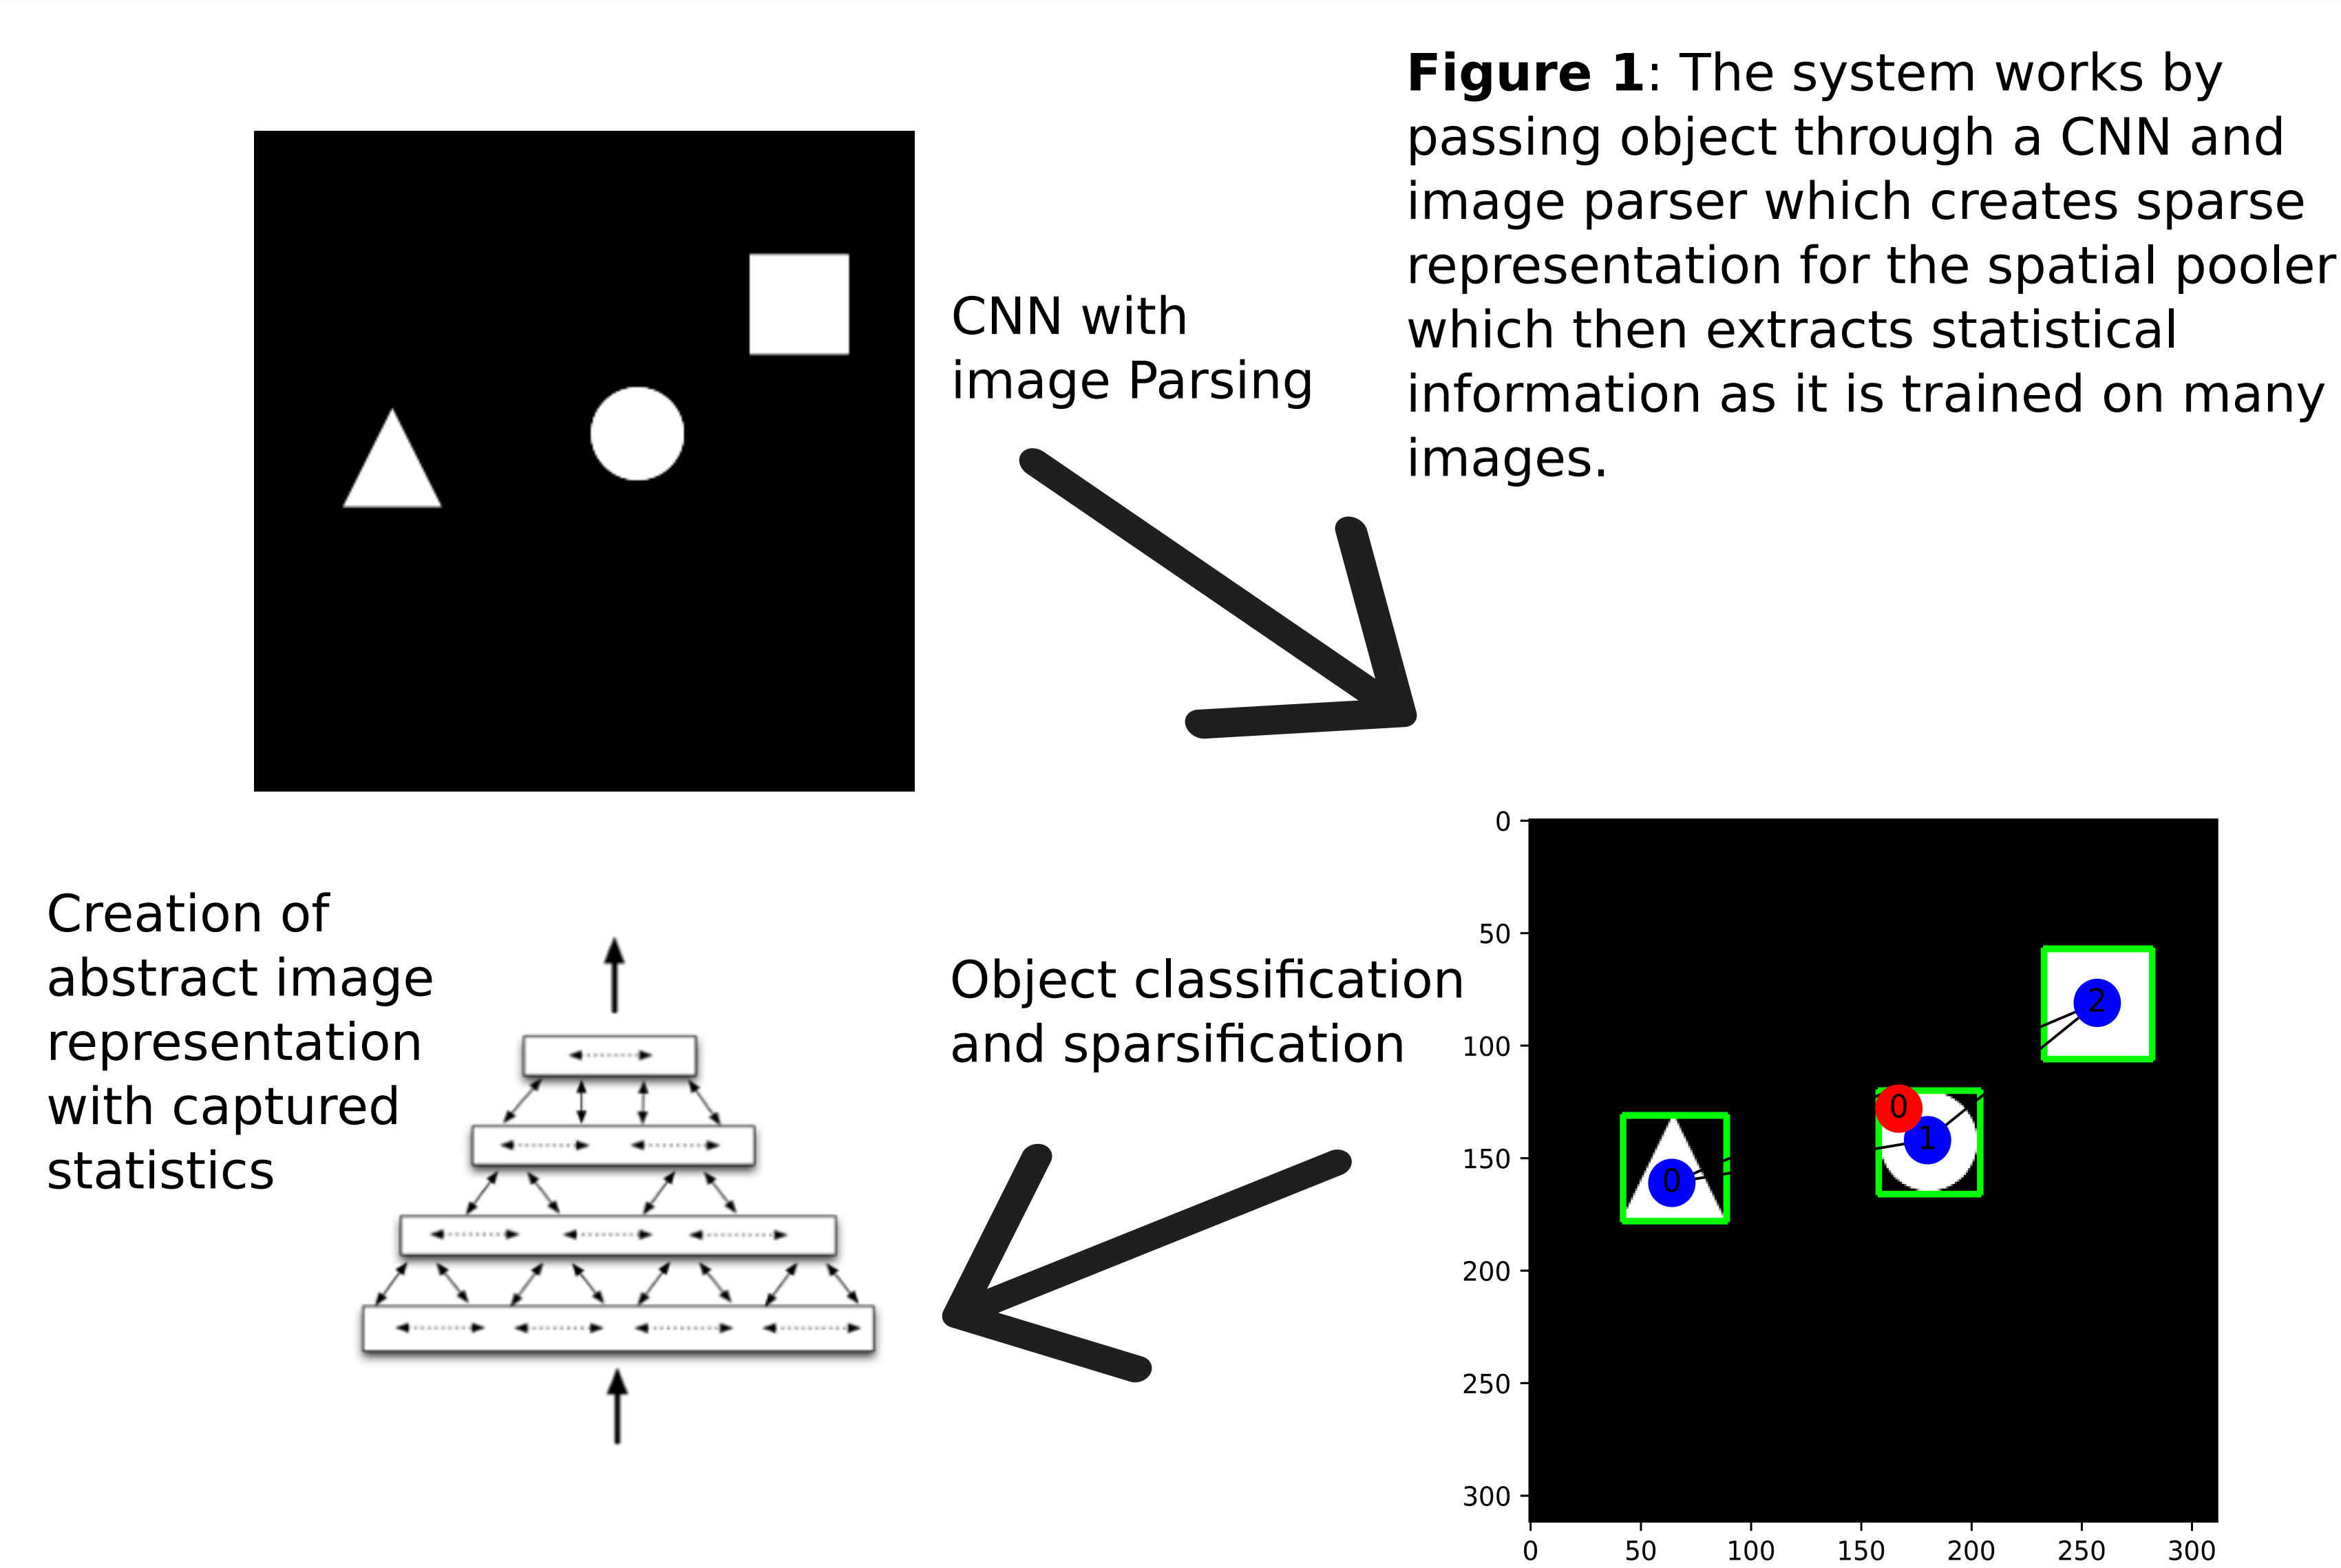 Figure 1: The system works by
passing object through a CNN and
image parser which creates sparse
representation for the spatial pooler
which then extracts statistical
information as it is trained on many
images.
CNN with
image Parsing
Creation of
abstract image
representation
with captured
statistics
Object classification
and sparsification
0
50
100
150
200
250
300
2
0
1
0
0 50 100 150 200 250 300